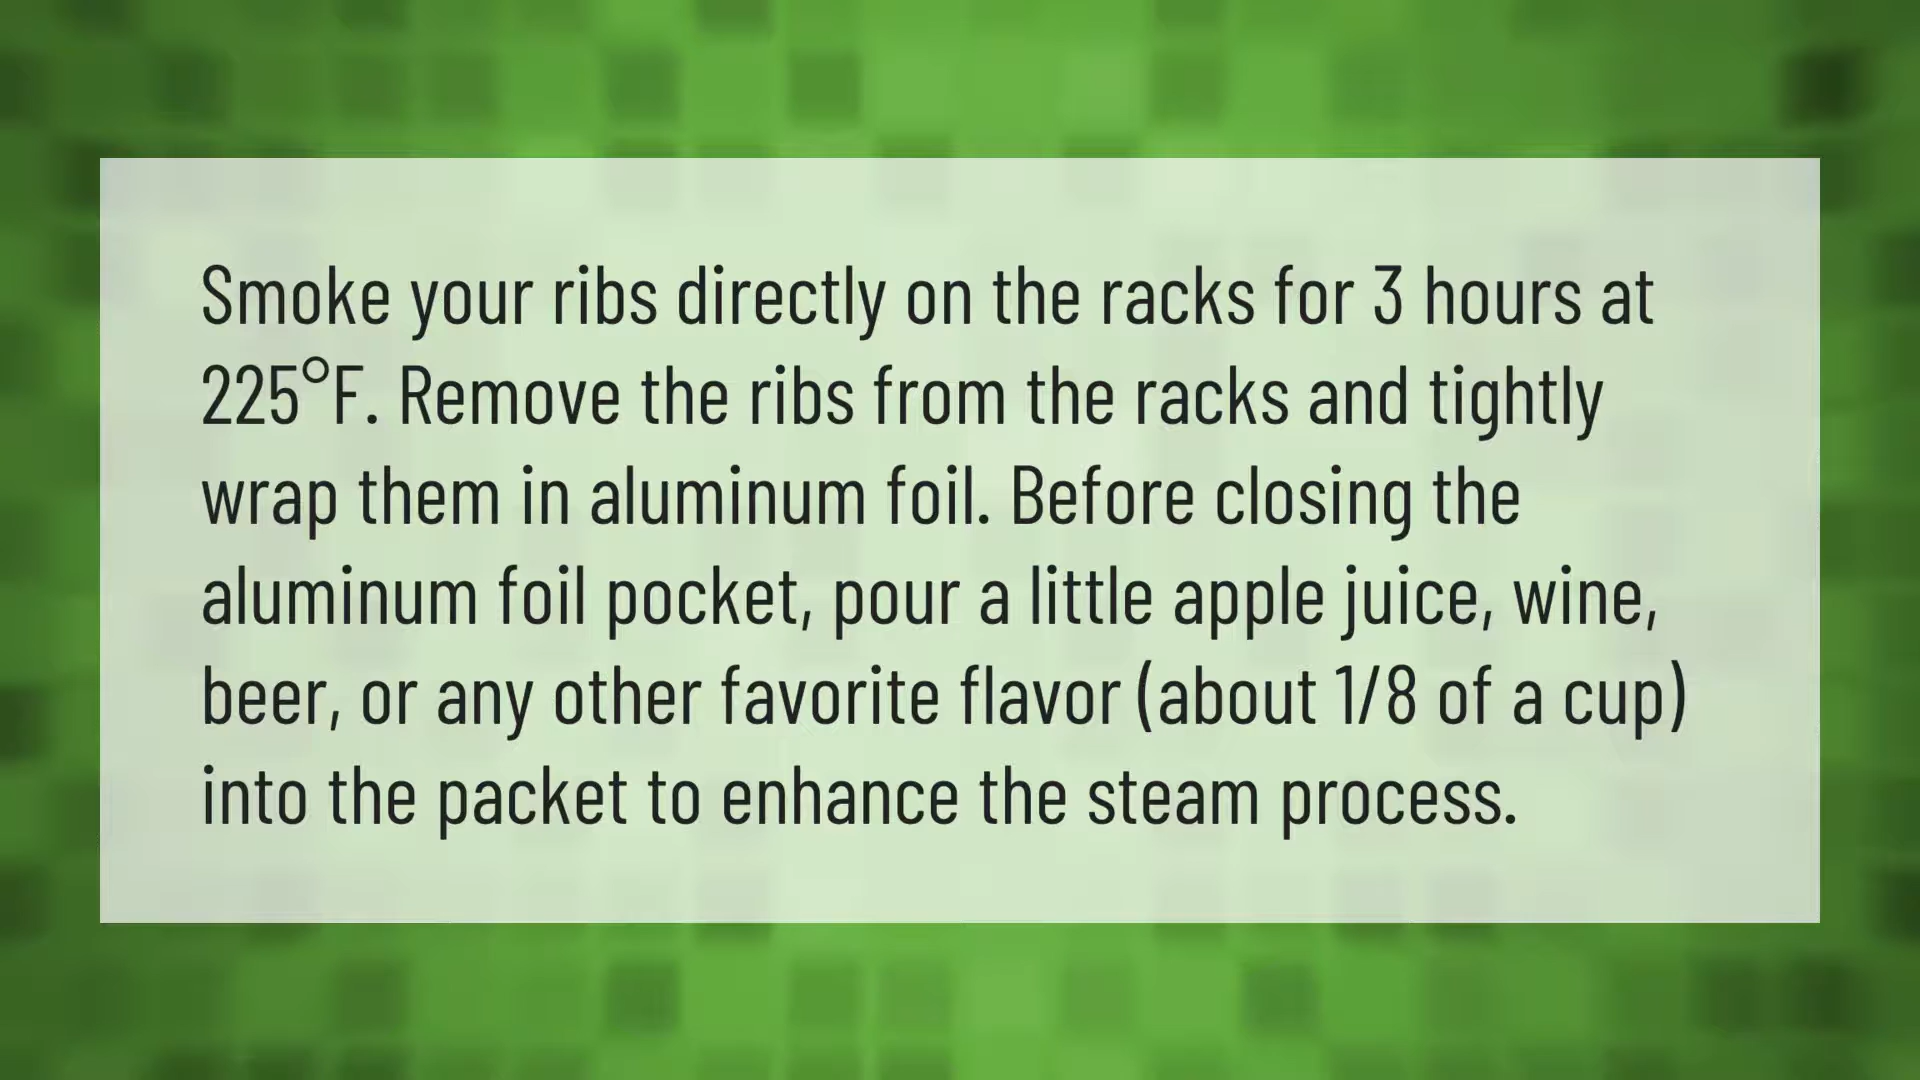 Smoke your ribs directly on the racks for 3 hours at
225°F. Remove the ribs from the racks and tightly
wrap them in aluminum foil. Before closing the
aluminum foil pocket, pour a little apple juice, wine,
beer, or any other favorite flavor (about 1/8 of a cup)
into the packet to enhance the steam process.